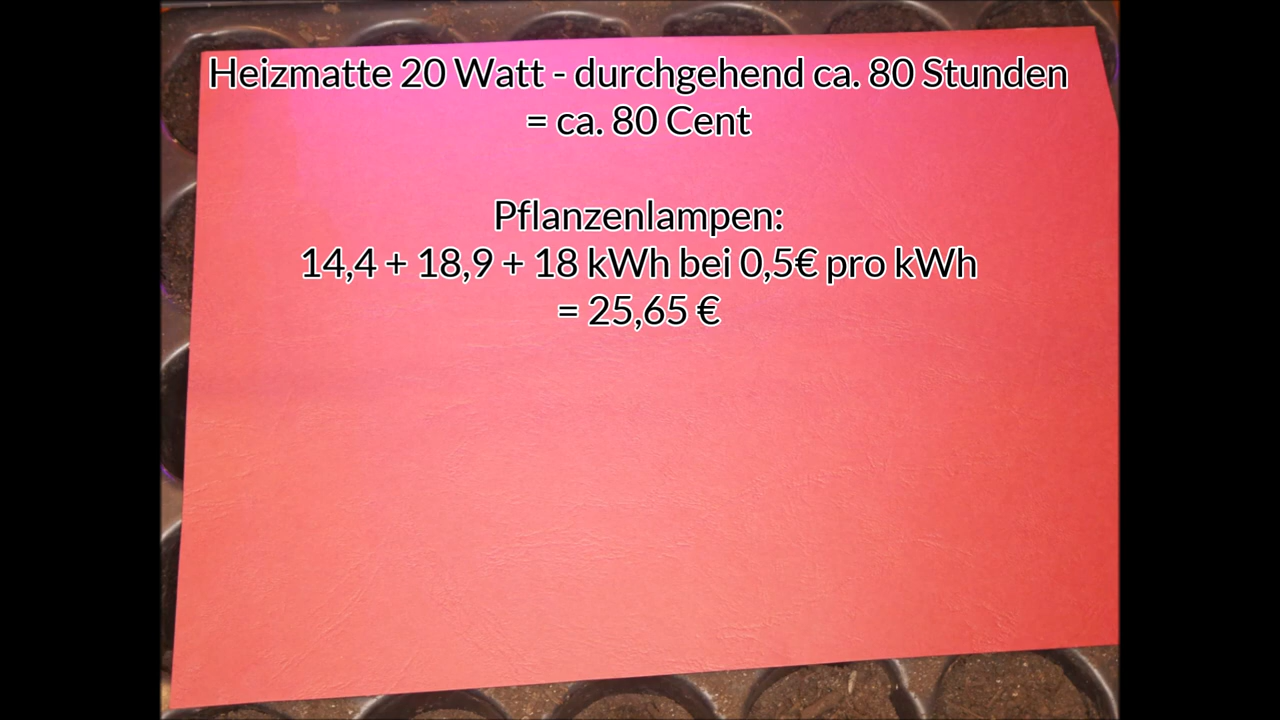 Heizmatte 20 Watt - durchgehend ca. 80 Stunden
= ca. 80 Cent
Pflanzenlampen:
14,4 + 18,9 + 18 kWh bei 0,5€ pro kWh
= 25,65 €